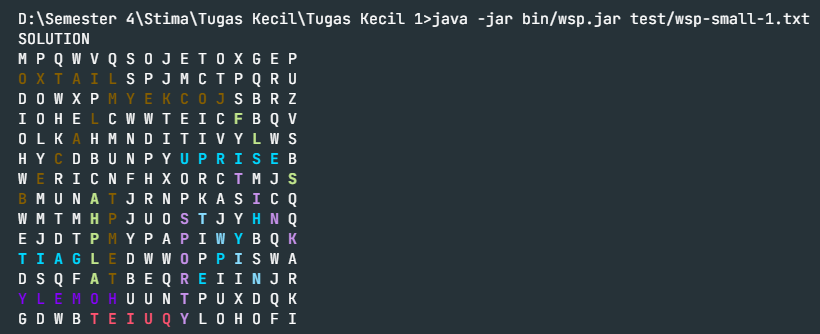 D:\Semester 4\Stima\Tugas Kecil\Tugas Kecil 1>java -jar bin/wsp.jar test/wsp-small-1.txt
SOLUTION
M P Q W V Q S O J E T O X G E P
O X T A I L S P J M C T P Q R U
D O W X P M Y E K C O J S B R Z
I O H E L C W W T E I C F B Q V
O L K A H M N D I T I V Y L W S
H Y C D B U N P Y U P R I S E B
W E R I C N F H X O R C T M J S
B M U N A T J R N P K A S I C Q
W M T M H P J U O S T J Y H N Q
E J D T P M Y P A P I W Y B Q K
T I A G L E D W W O P P I S W A
D S Q F A T B E Q R E I I N J R
Y L E M O H U U N T P U X D Q K
G D W B T E I U Q Y L O H O F I